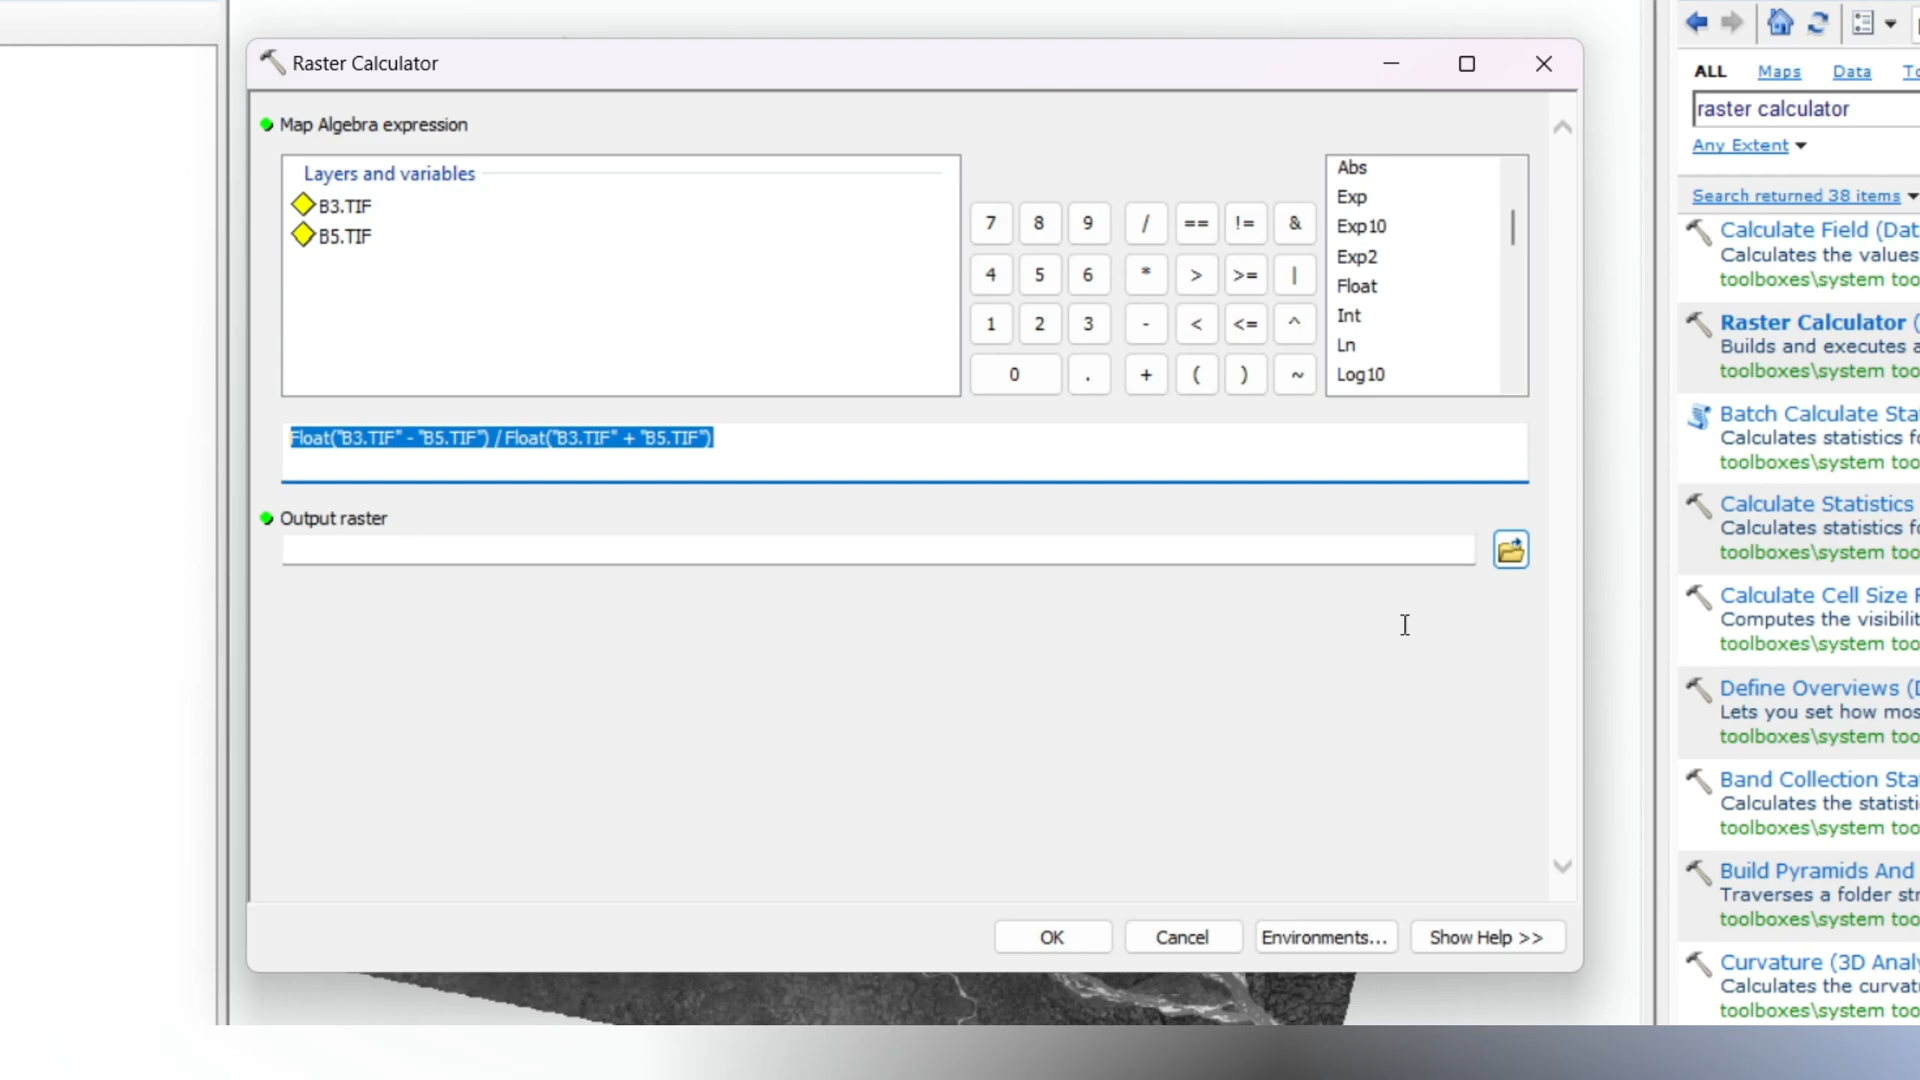 Raster Calculator
Map Algebra expression
Layers and variables
B3.TIF
B5.TIF
7 8 9 / == != &
4 5 6 * > >= |
1 2 3 - < <= ^
0 . + ( ) ~
Abs
Exp
Exp10
Exp2
Float
Int
Ln
Log10
Float("B3.TIF" - "B5.TIF") / Float("B3.TIF" + "B5.TIF")
Output raster
OK Cancel Environments... Show Help >>
ALL Maps Data
raster calculator
Any Extent
Search returned 38 items
Calculate Field (Dat
Calculates the values
toolboxes\system too
Raster Calculator (
Builds and executes a
toolboxes\system too
Batch Calculate Sta
Calculates statistics fo
toolboxes\system too
Calculate Statistics
Calculates statistics fo
toolboxes\system too
Calculate Cell Size
Computes the visibilit
toolboxes\system too
Define Overviews (
Lets you set how mos
toolboxes\system too
Band Collection Sta
Calculates the statisti
toolboxes\system too
Build Pyramids And
Traverses a folder str
toolboxes\system too
Curvature (3D Analy
Calculates the curvat
toolboxes\system too